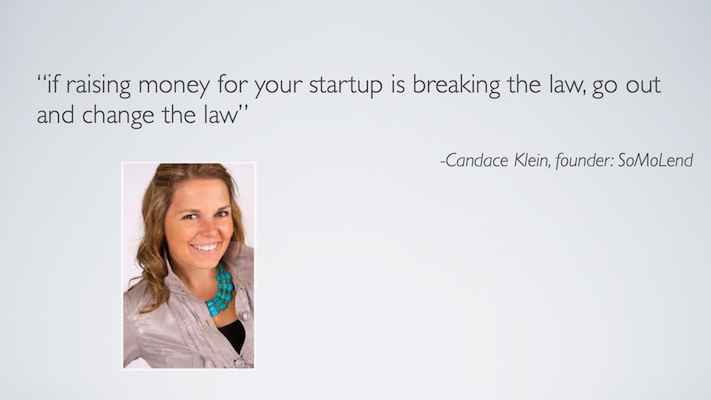 “if raising money for your startup is breaking the law, go out
and change the law”
-Candace Klein, founder: SoMoLend